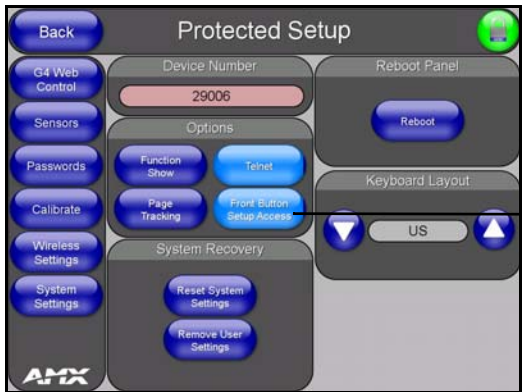 Back
Protected Setup
G4 Web
Control
Sensors
Passwords
Calibrate
Wireless
Settings
System
Settings
AMX
Device Number
29006
Options
Function
Show
Telnet
Page
Tracking
Front Button
Setup Access
System Recovery
Reset System
Settings
Remove User
Settings
Reboot Panel
Reboot
Keyboard Layout
US